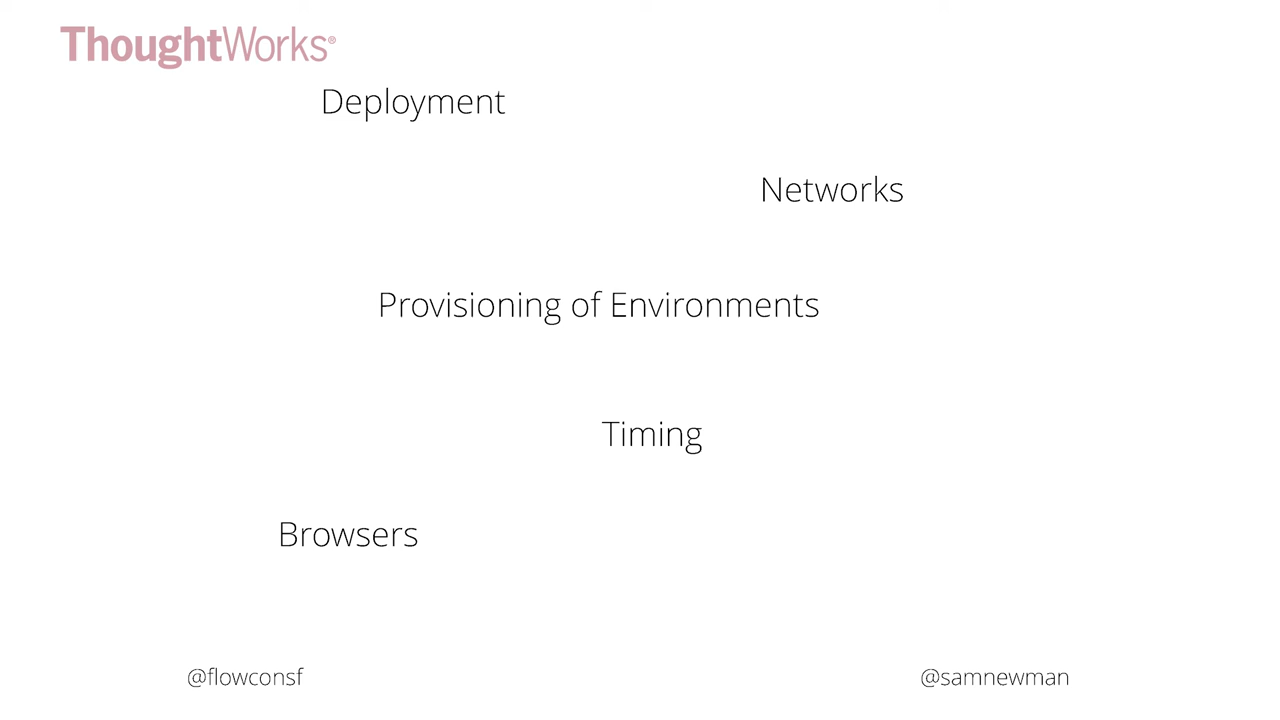 ThoughtWorks®
Deployment
Networks
Provisioning of Environments
Timing
Browsers
@flowconsf
@samnewman